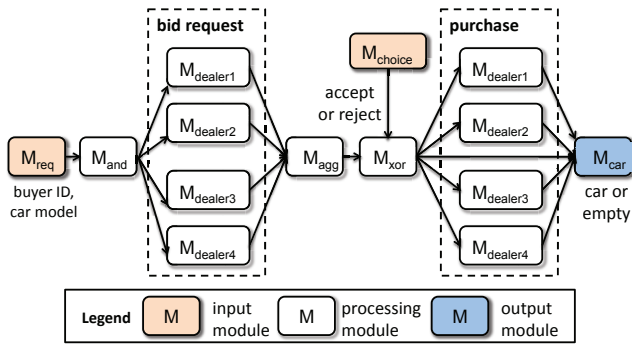 bid request
purchase
M_dealer1
M_choice
M_dealer1
accept
or reject
M_dealer2
M_dealer2
M_req
M_and
M_agg
M_xor
M_car
buyer ID,
car model
M_dealer3
M_dealer3
car or
empty
M_dealer4
M_dealer4
Legend
M
input
module
M
processing
module
M
output
module